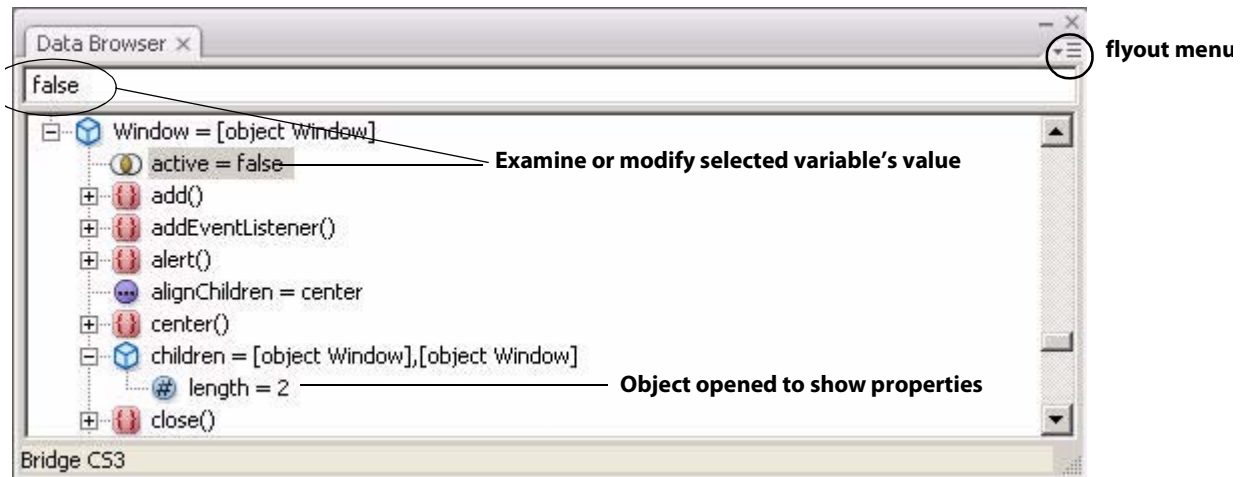 Data Browser ×
flyout menu
false
Window = [object Window]
active = false
Examine or modify selected variable's value
add()
addEventListener()
alert()
alignChildren = center
center()
children = [object Window],[object Window]
length = 2
Object opened to show properties
close()
Bridge CS3